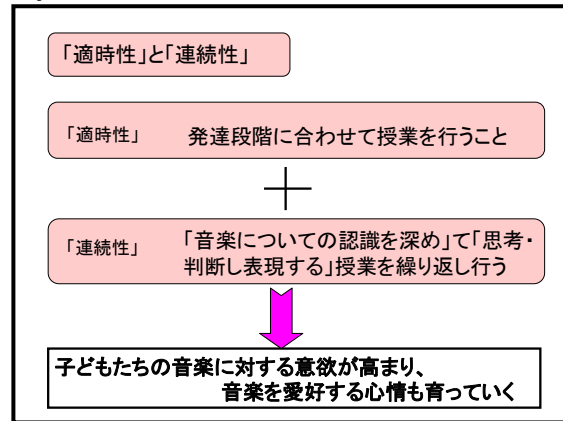 「適時性」と「連続性」
「適時性」 発達段階に合わせて授業を行うこと
「連続性」 「音楽についての認識を深め」て「思考・
判断し表現する」授業を繰り返し行う
子どもたちの音楽に対する意欲が高まり、
音楽を愛好する心情も育っていく